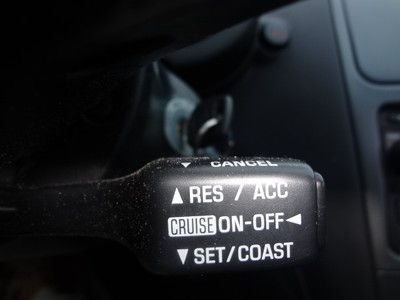 ▼ CANCEL
▲ RES / ACC
CRUISE ON-OFF ◄
▼ SET/COAST